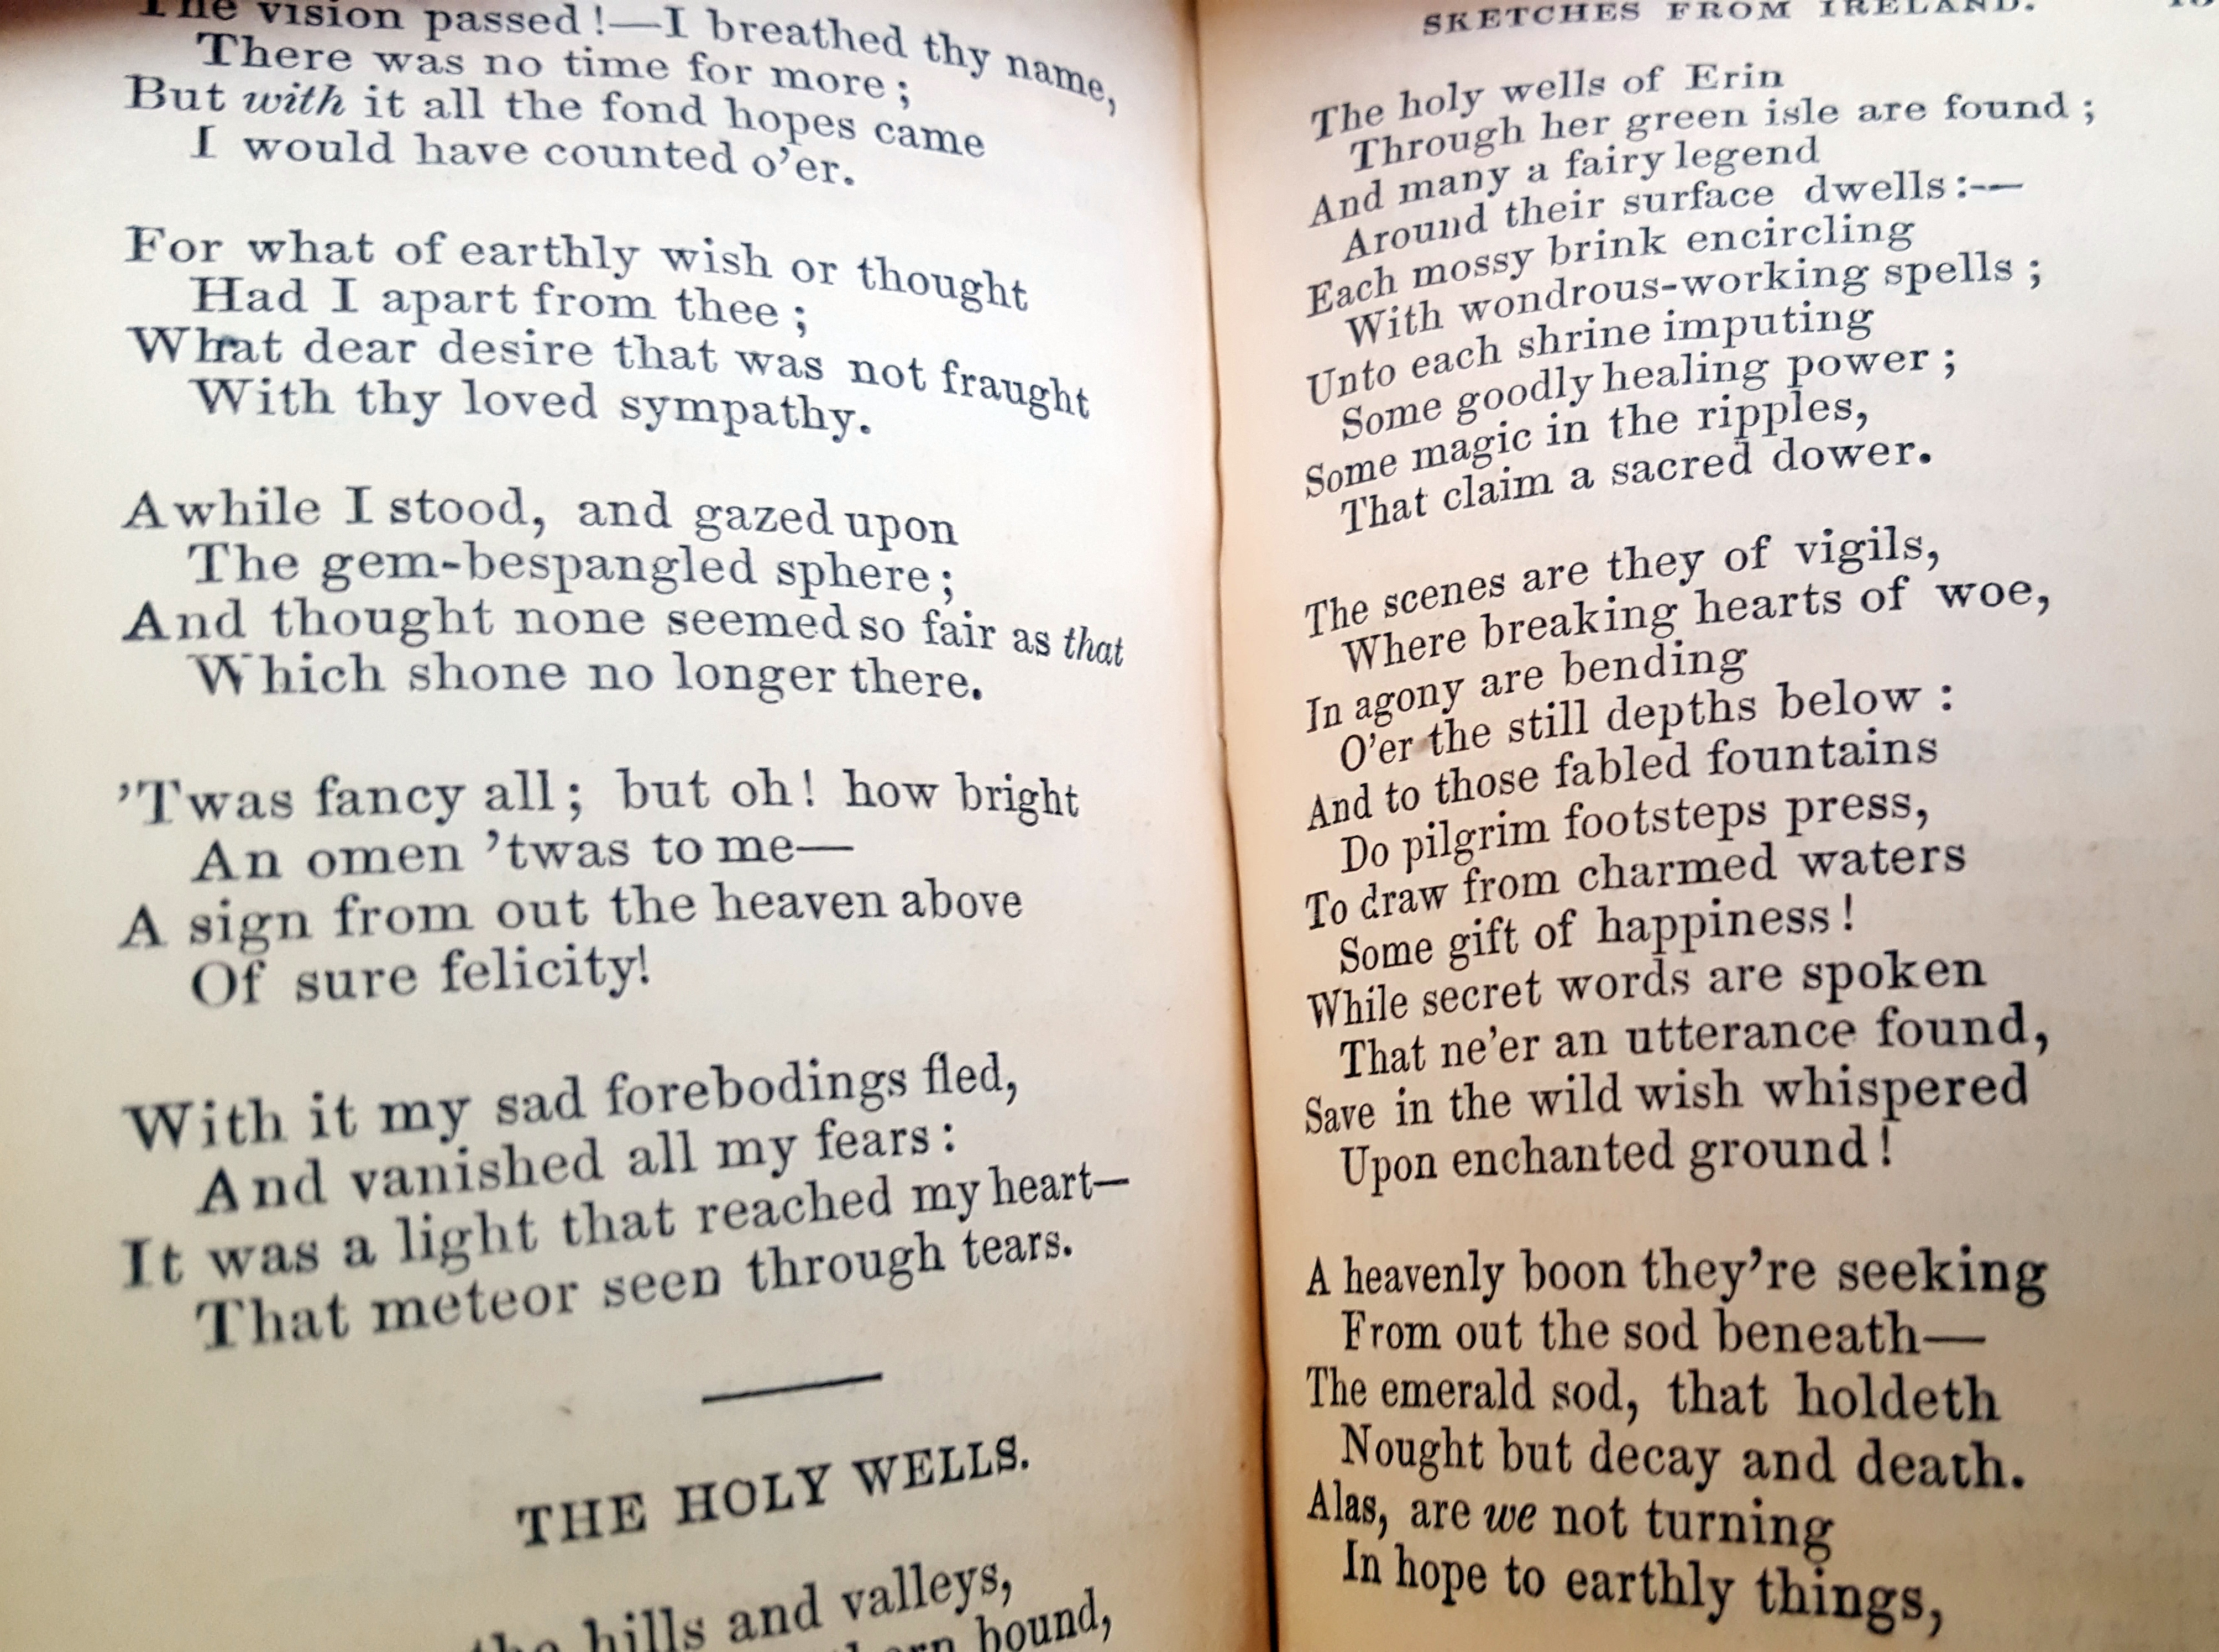 The vision passed!—I breathed thy name,
There was no time for more;
But with it all the fond hopes came
I would have counted o'er.
For what of earthly wish or thought
Had I apart from thee;
What dear desire that was not fraught
With thy loved sympathy.
Awhile I stood, and gazed upon
The gem-bespangled sphere;
And thought none seemed so fair as that
Which shone no longer there.
'Twas fancy all; but oh! how bright
An omen 'twas to me—
A sign from out the heaven above
Of sure felicity!
With it my sad forebodings fled,
And vanished all my fears:
It was a light that reached my heart—
That meteor seen through tears.
THE HOLY WELLS.
the hills and valleys,
bound,
SKETCHES FROM IRELAND.
The holy wells of Erin
Through her green isle are found;
And many a fairy legend
Around their surface dwells:—
Each mossy brink encircling
With wondrous-working spells;
Unto each shrine imputing
Some goodly healing power;
Some magic in the ripples,
That claim a sacred dower.
The scenes are they of vigils,
Where breaking hearts of woe,
In agony are bending
O'er the still depths below:
And to those fabled fountains
Do pilgrim footsteps press,
To draw from charmed waters
Some gift of happiness!
While secret words are spoken
That ne'er an utterance found,
Save in the wild wish whispered
Upon enchanted ground!
A heavenly boon they're seeking
From out the sod beneath—
The emerald sod, that holdeth
Nought but decay and death.
Alas, are we not turning
In hope to earthly things,